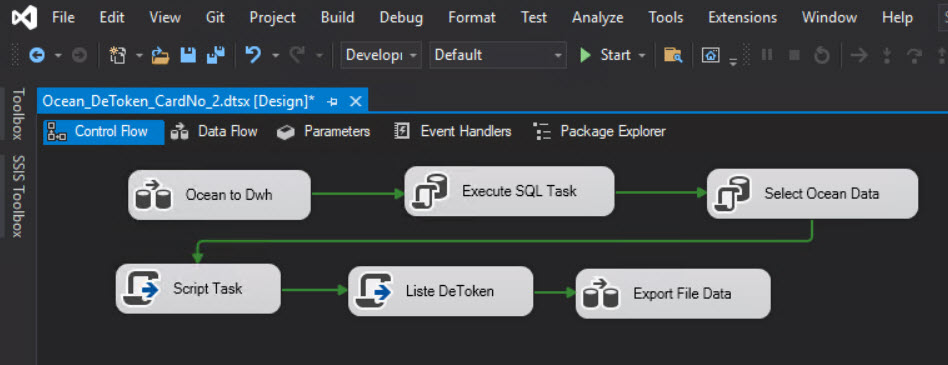 File Edit View Git Project Build Debug Format Test Analyze Tools Extensions Window Help
Default Start
Ocean_DeToken_CardNo_2.dtsx [Design]*
Toolbox
SSIS Toolbox
Control Flow Data Flow Parameters Event Handlers Package Explorer
Ocean to Dwh Execute SQL Task Select Ocean Data
Script Task Liste DeToken Export File Data